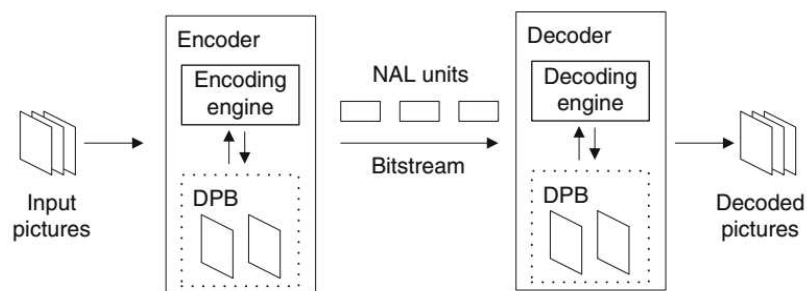 Encoder
Encoding
engine
DPB
Input
pictures
NAL units
Bitstream
Decoder
Decoding
engine
DPB
Decoded
pictures